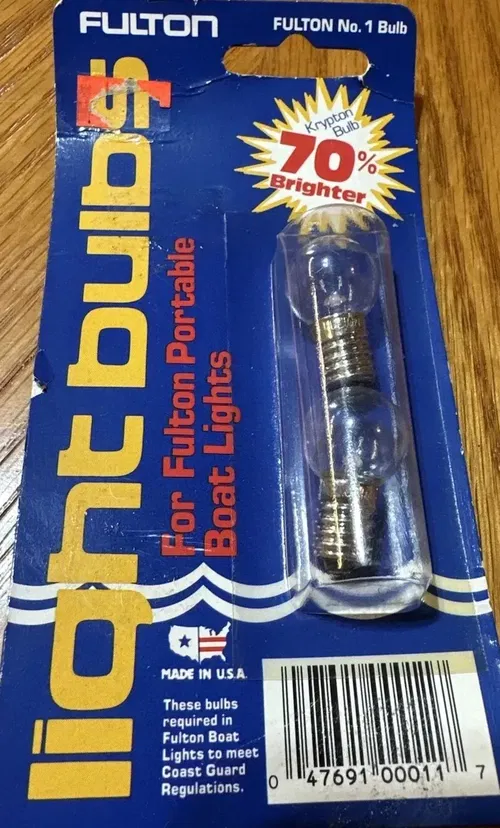 FULTON
FULTON No. 1 Bulb
Krypton
Bulb
70%
Brighter
light bulbs
For Fulton Portable
Boat Lights
MADE IN U.S.A.
These bulbs
required in
Fulton Boat
Lights to meet
Coast Guard
Regulations.
0 47691 00011 7